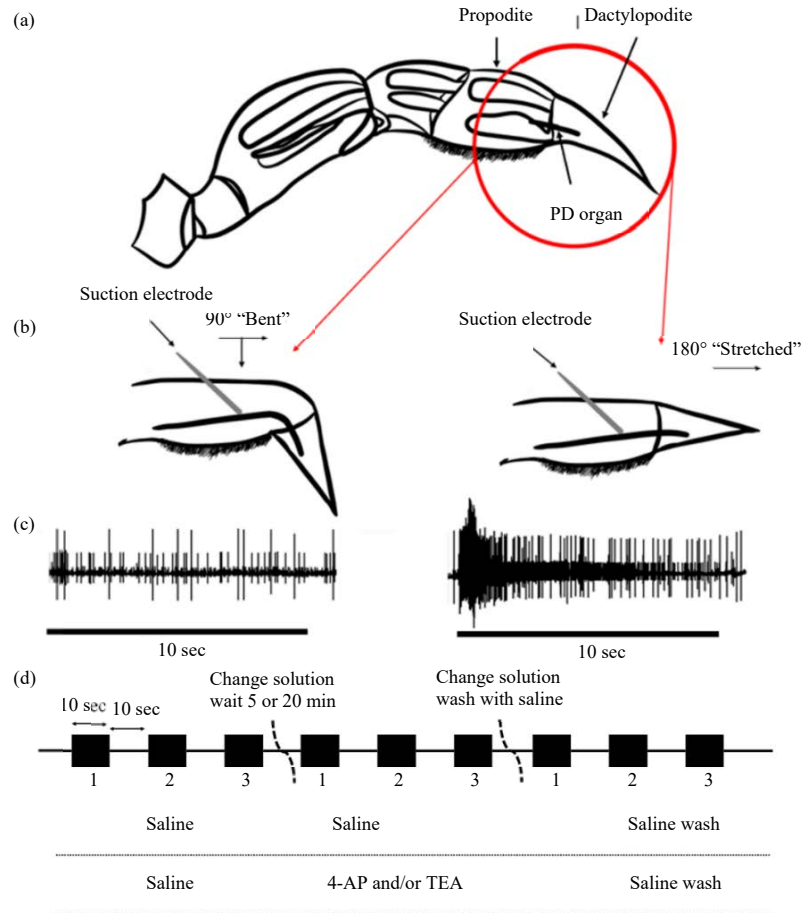 (a)
Propodite
Dactylopodite
PD organ
Suction electrode
(b)
90° “Bent”
Suction electrode
180° “Stretched”
(c)
10 sec
10 sec
(d)
Change solution
wait 5 or 20 min
Change solution
wash with saline
10 sec
10 sec
1 2 3 1 2 3 1 2 3
Saline Saline Saline wash
Saline 4-AP and/or TEA Saline wash